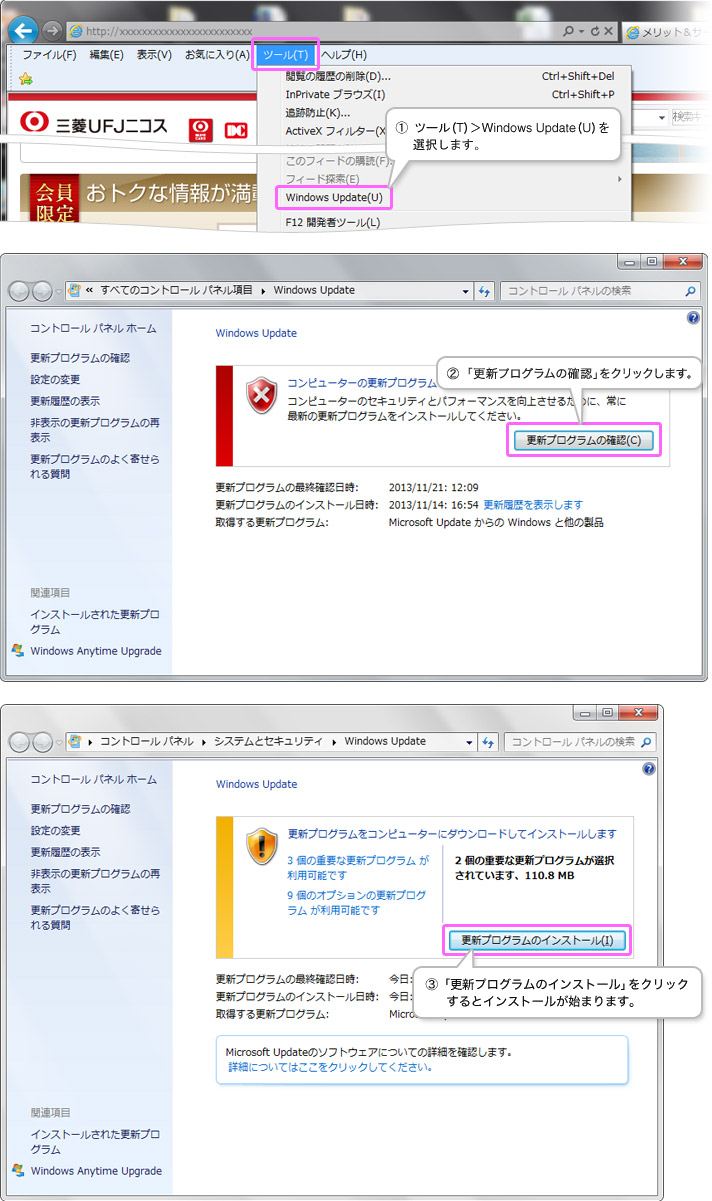 http://xxxxxxxxxxxxxxxxxxxxxxxxx
メリット＆サ
ファイル(F) 編集(E) 表示(V) お気に入り(A) ツール(T) ヘルプ(H)
閲覧の履歴の削除(D)... Ctrl+Shift+Del
InPrivate ブラウズ(I) Ctrl+Shift+P
追跡防止(K)...
ActiveX フィルター(X
三菱UFJニコス
DC
検索キ
① ツール(T)＞Windows Update(U)を
選択します。
このフィードの購読(F).
フィード探索(E)
Windows Update(U)
F12 開発者ツール(L)
会員
限定
おトクな情報が満
« すべてのコントロール パネル項目 Windows Update
コントロール パネルの検索
コントロール パネル ホーム
更新プログラムの確認
設定の変更
更新履歴の表示
非表示の更新プログラムの再
表示
更新プログラムのよく寄せら
れる質問
関連項目
インストールされた更新プロ
グラム
Windows Anytime Upgrade
Windows Update
コンピューターの更新プログラム
コンピューターのセキュリティとパフォーマンスを向上させるために、常に
最新の更新プログラムをインストールしてください。
② 「更新プログラムの確認」をクリックします。
更新プログラムの確認(C)
更新プログラムの最終確認日時: 2013/11/21: 12:09
更新プログラムのインストール日時: 2013/11/14: 16:54 更新履歴を表示します
取得する更新プログラム: Microsoft Update からの Windows と他の製品
コントロール パネル システムとセキュリティ Windows Update
コントロール パネルの検索
コントロール パネル ホーム
更新プログラムの確認
設定の変更
更新履歴の表示
非表示の更新プログラムの再
表示
更新プログラムのよく寄せら
れる質問
関連項目
インストールされた更新プロ
グラム
Windows Anytime Upgrade
Windows Update
更新プログラムをコンピューターにダウンロードしてインストールします
3 個の重要な更新プログラム が
利用可能です
9 個のオプションの更新プログ
ラム が利用可能です
2 個の重要な更新プログラムが選択
されています、110.8 MB
更新プログラムのインストール(I)
更新プログラムの最終確認日時: 今日:
更新プログラムのインストール日時: 今日:
取得する更新プログラム: Micro
③ 「更新プログラムのインストール」をクリック
するとインストールが始まります。
Microsoft Updateのソフトウェアについての詳細を確認します。
詳細についてはここをクリックしてください。